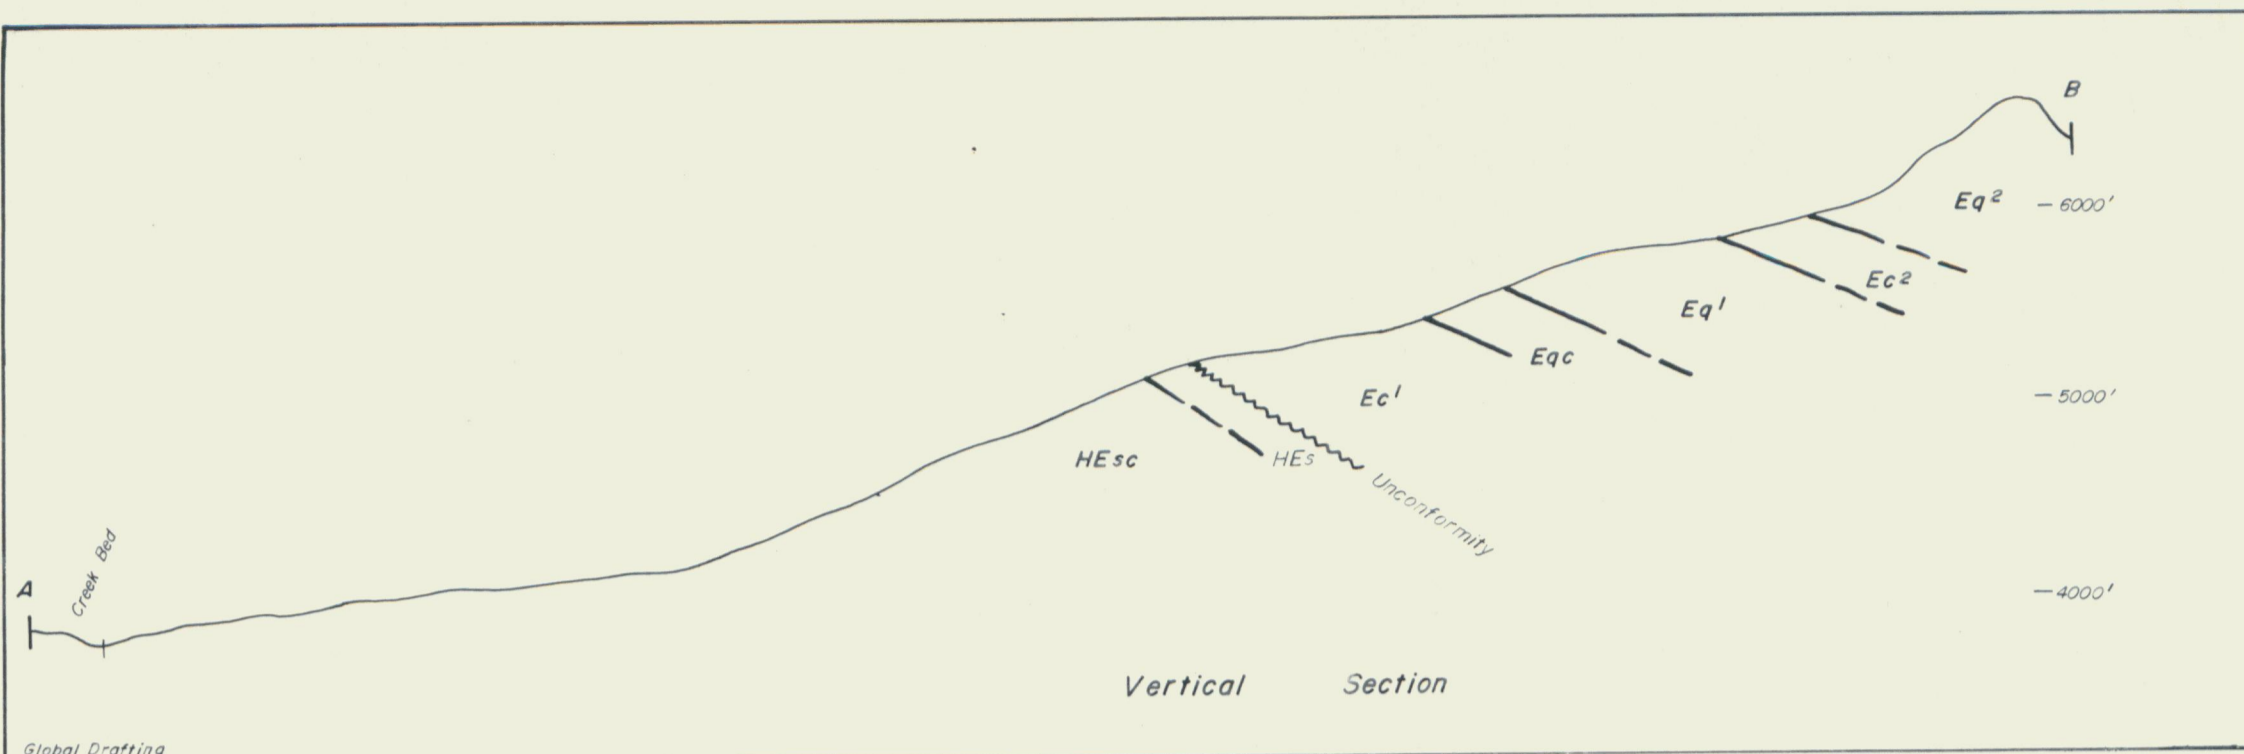 B
Eq²
— 6000'
Ec²
Eq¹
Eqc
— 5000'
Ec¹
HEsc
HEs
Unconformity
A
Creek Bed
— 4000'
Vertical Section
Global Drafting